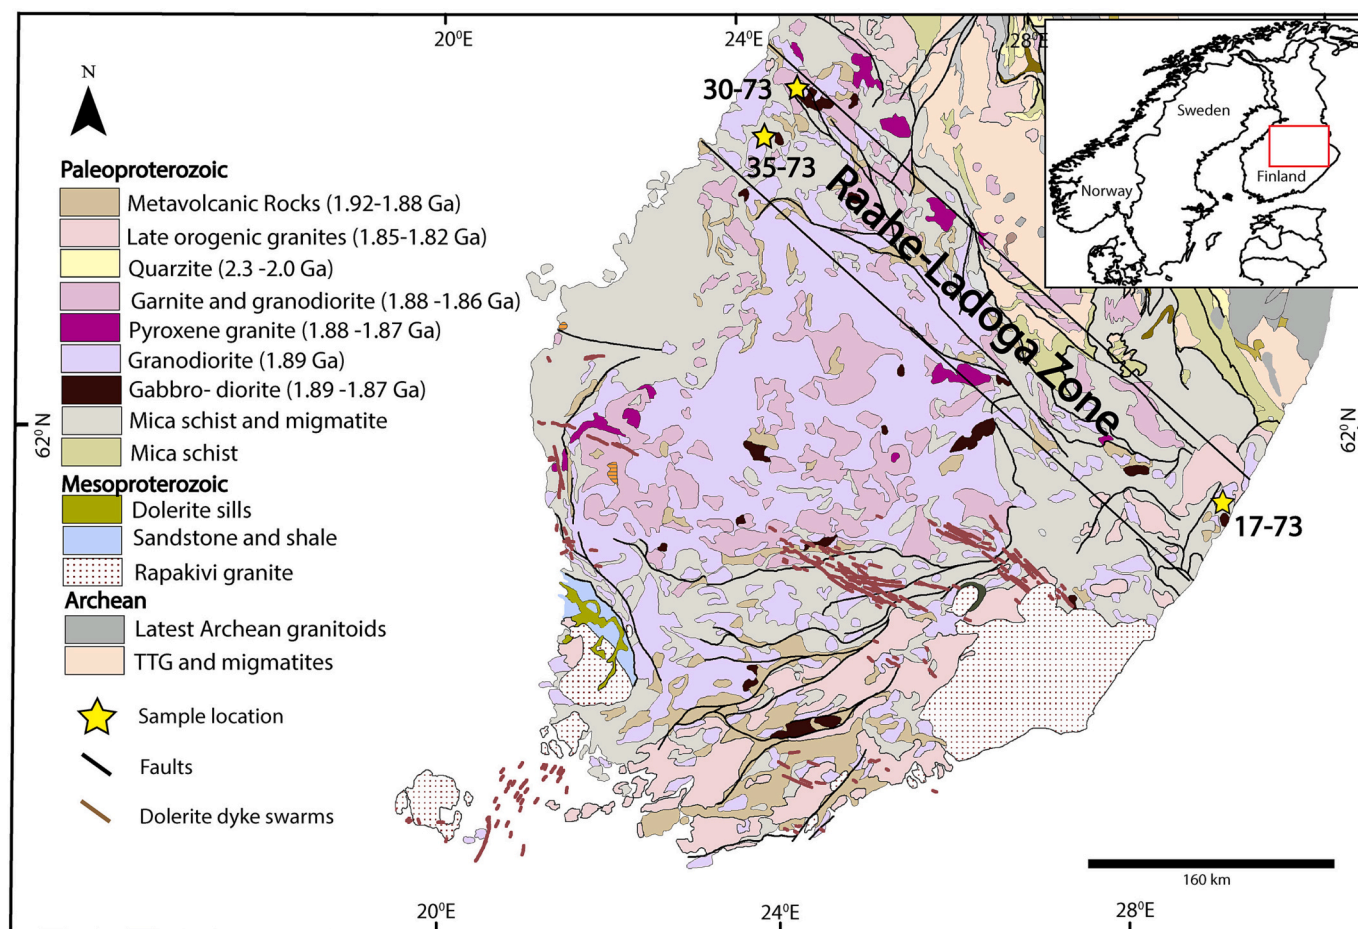 20⁰E
24⁰E
28⁰E
N
30-73
35-73
Sweden
Norway
Finland
Raahe-Ladoga Zone
Paleoproterozoic
Metavolcanic Rocks (1.92-1.88 Ga)
Late orogenic granites (1.85-1.82 Ga)
Quarzite (2.3 -2.0 Ga)
Garnite and granodiorite (1.88 -1.86 Ga)
Pyroxene granite (1.88 -1.87 Ga)
Granodiorite (1.89 Ga)
Gabbro- diorite (1.89 -1.87 Ga)
Mica schist and migmatite
Mica schist
62⁰N
62⁰N
Mesoproterozoic
Dolerite sills
Sandstone and shale
Rapakivi granite
17-73
Archean
Latest Archean granitoids
TTG and migmatites
Sample location
Faults
Dolerite dyke swarms
160 km
20⁰E
24⁰E
28⁰E